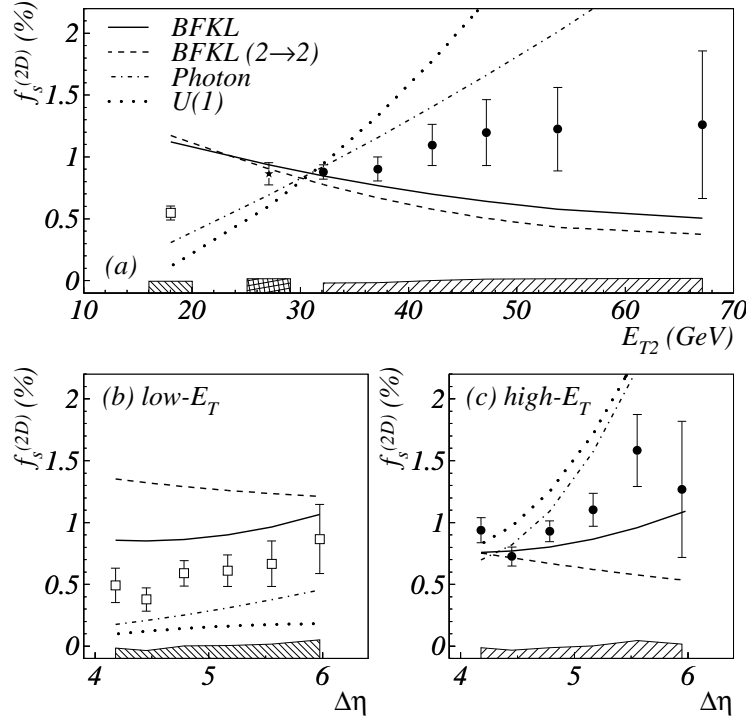 f_s^(2D) (%)
2
1.5
1
0.5
0
BFKL
BFKL (2→2)
Photon
U(1)
(a)
10 20 30 40 50 60 70
E_T2 (GeV)
f_s^(2D) (%)
2
1.5
1
0.5
0
(b) low-E_T
4 5 6
Δη
f_s^(2D) (%)
2
1.5
1
0.5
0
(c) high-E_T
4 5 6
Δη